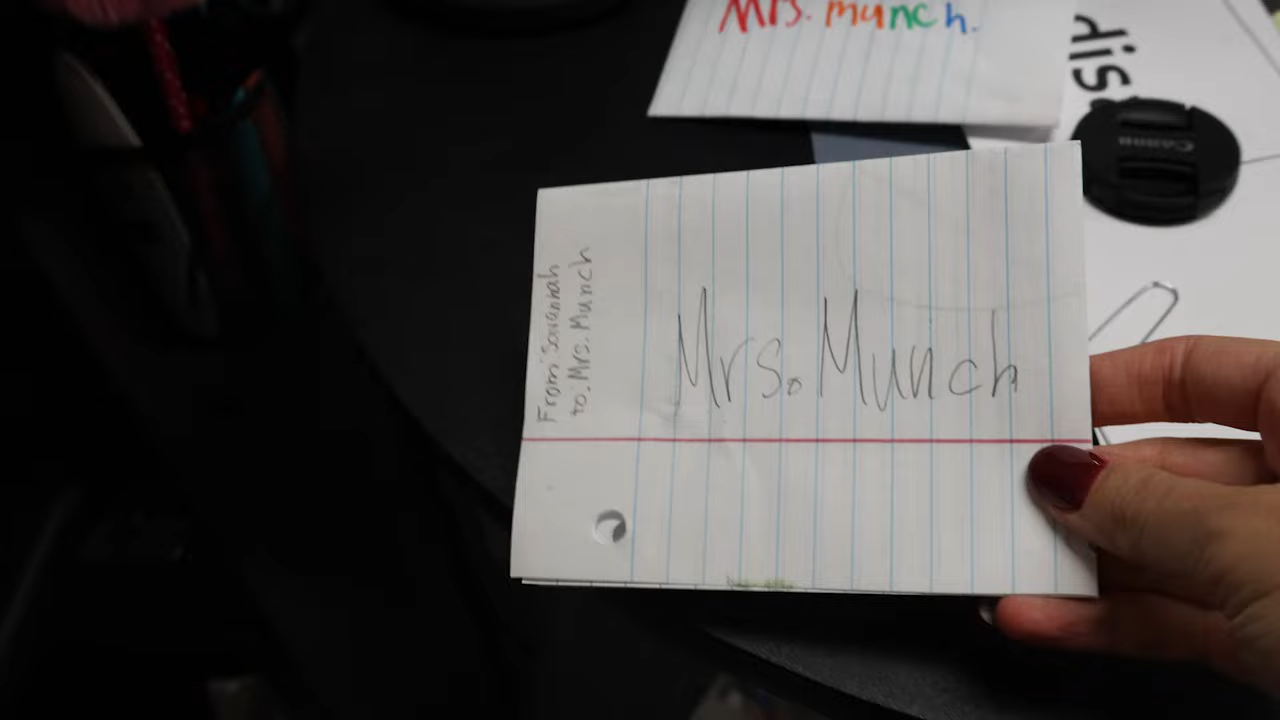 Mrs. munch.
dis
Canon
From: Savannah
to: Mrs. Munch
Mrs. Munch